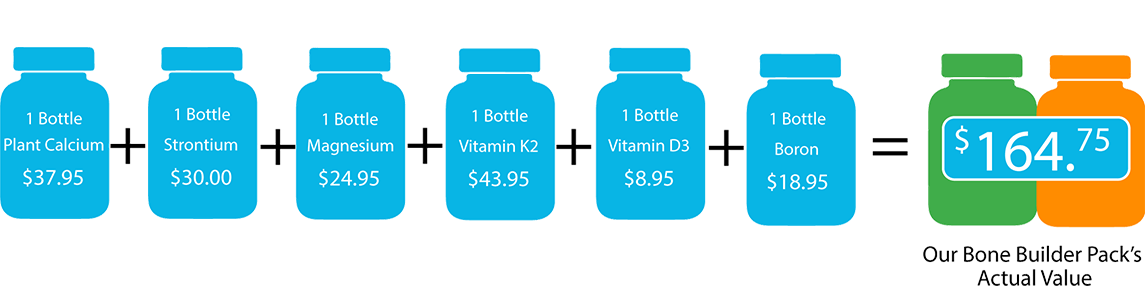 1 Bottle
Plant Calcium
$37.95
+
1 Bottle
Strontium
$30.00
+
1 Bottle
Magnesium
$24.95
+
1 Bottle
Vitamin K2
$43.95
+
1 Bottle
Vitamin D3
$8.95
+
1 Bottle
Boron
$18.95
=
$164.75
Our Bone Builder Pack's
Actual Value